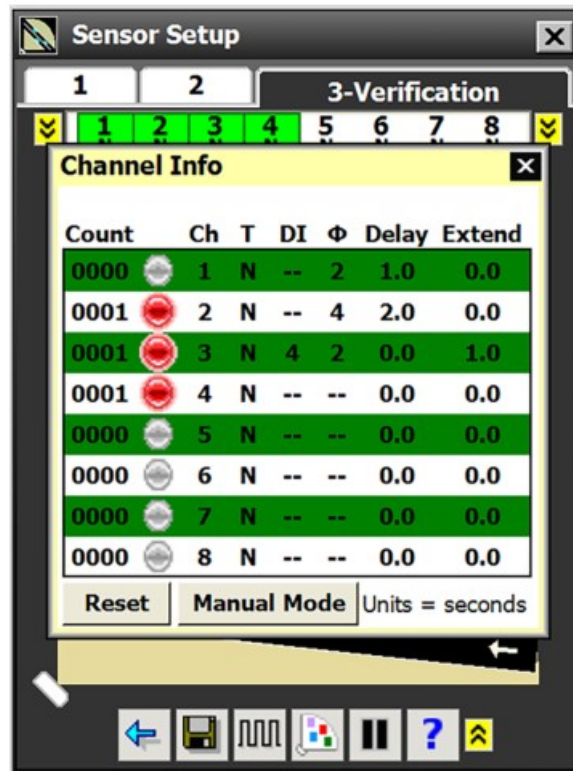 Sensor Setup
1 2 3-Verification
1 2 3 4 5 6 7 8
Channel Info
Count Ch T DI Φ Delay Extend
0000 1 N -- 2 1.0 0.0
0001 2 N -- 4 2.0 0.0
0001 3 N 4 2 0.0 1.0
0001 4 N -- -- 0.0 0.0
0000 5 N -- -- 0.0 0.0
0000 6 N -- -- 0.0 0.0
0000 7 N -- -- 0.0 0.0
0000 8 N -- -- 0.0 0.0
Reset Manual Mode Units = seconds
?